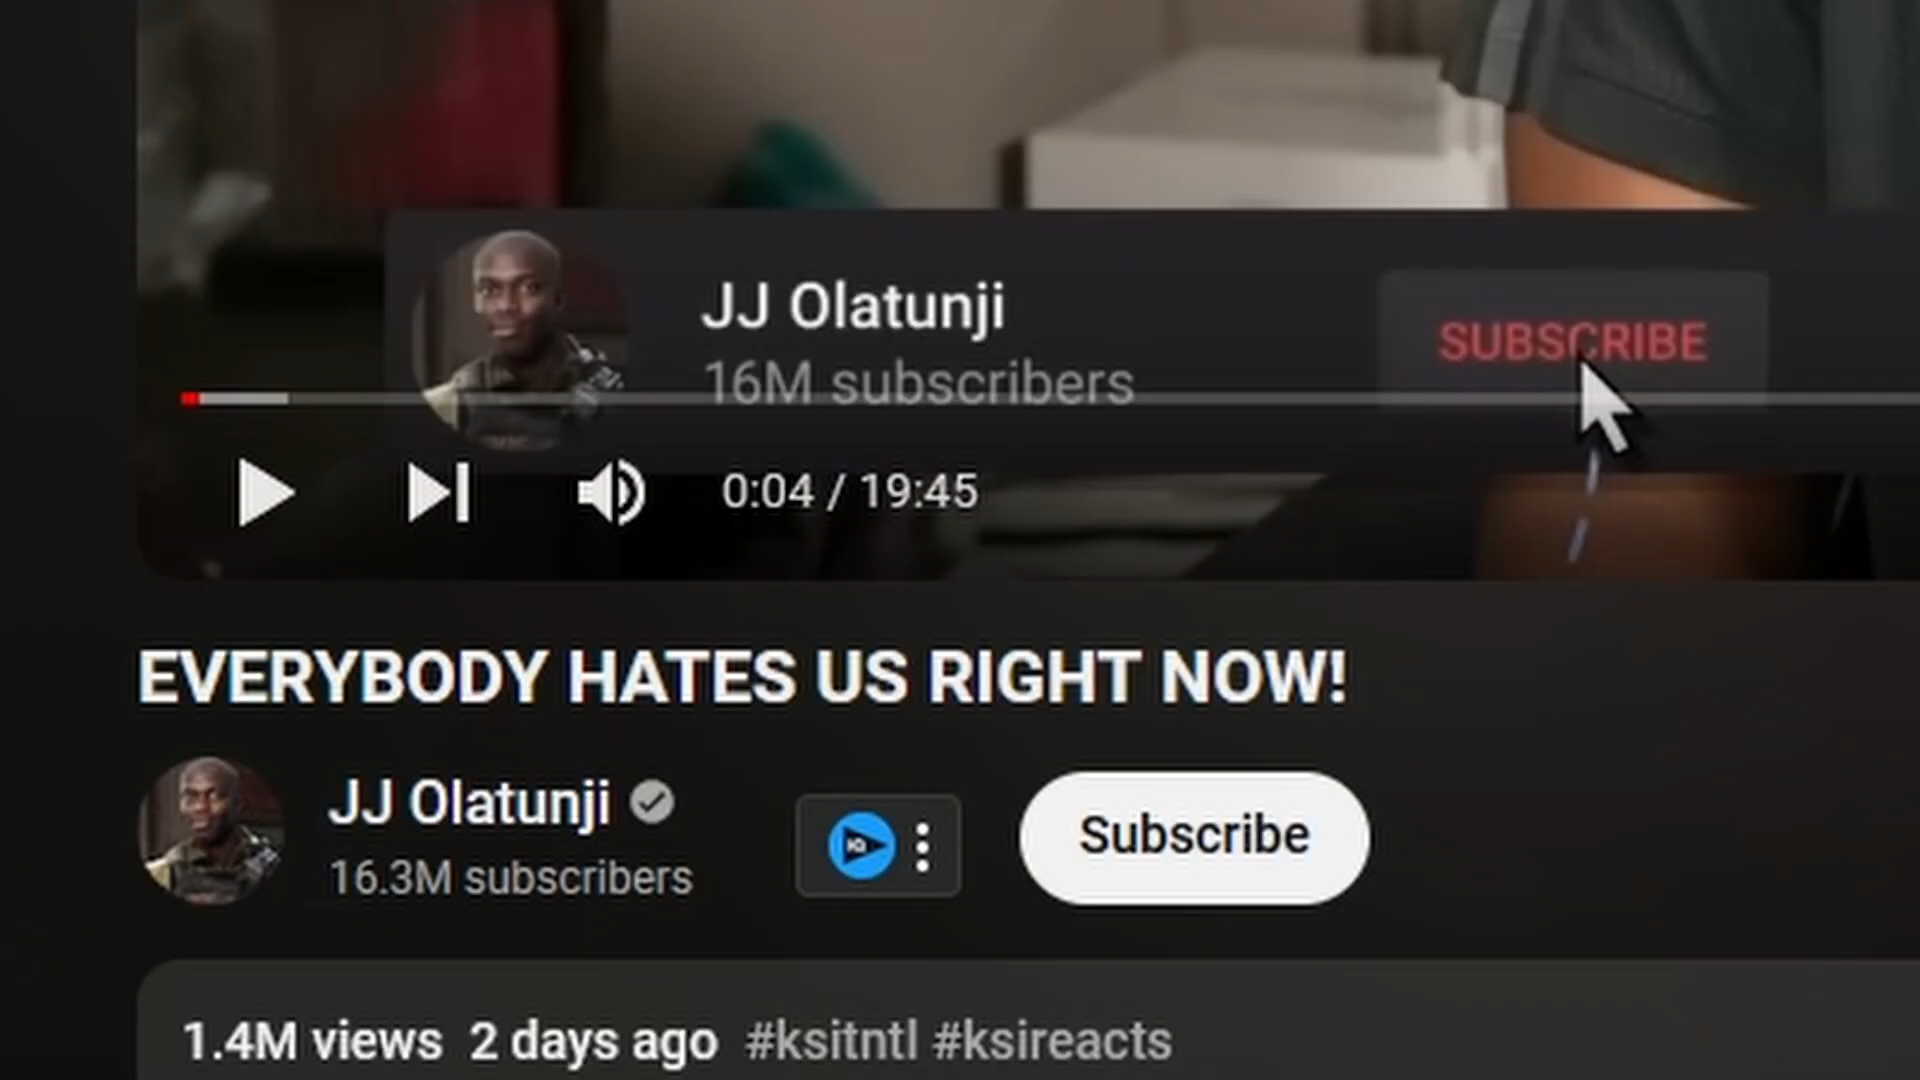 JJ Olatunji
16M subscribers
SUBSCRIBE
0:04 / 19:45
EVERYBODY HATES US RIGHT NOW!
JJ Olatunji
16.3M subscribers
IQ
Subscribe
1.4M views 2 days ago #ksitntl #ksireacts